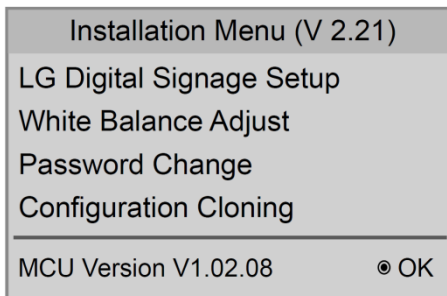 Installation Menu (V 2.21)
LG Digital Signage Setup
White Balance Adjust
Password Change
Configuration Cloning
MCU Version V1.02.08 ◉ OK